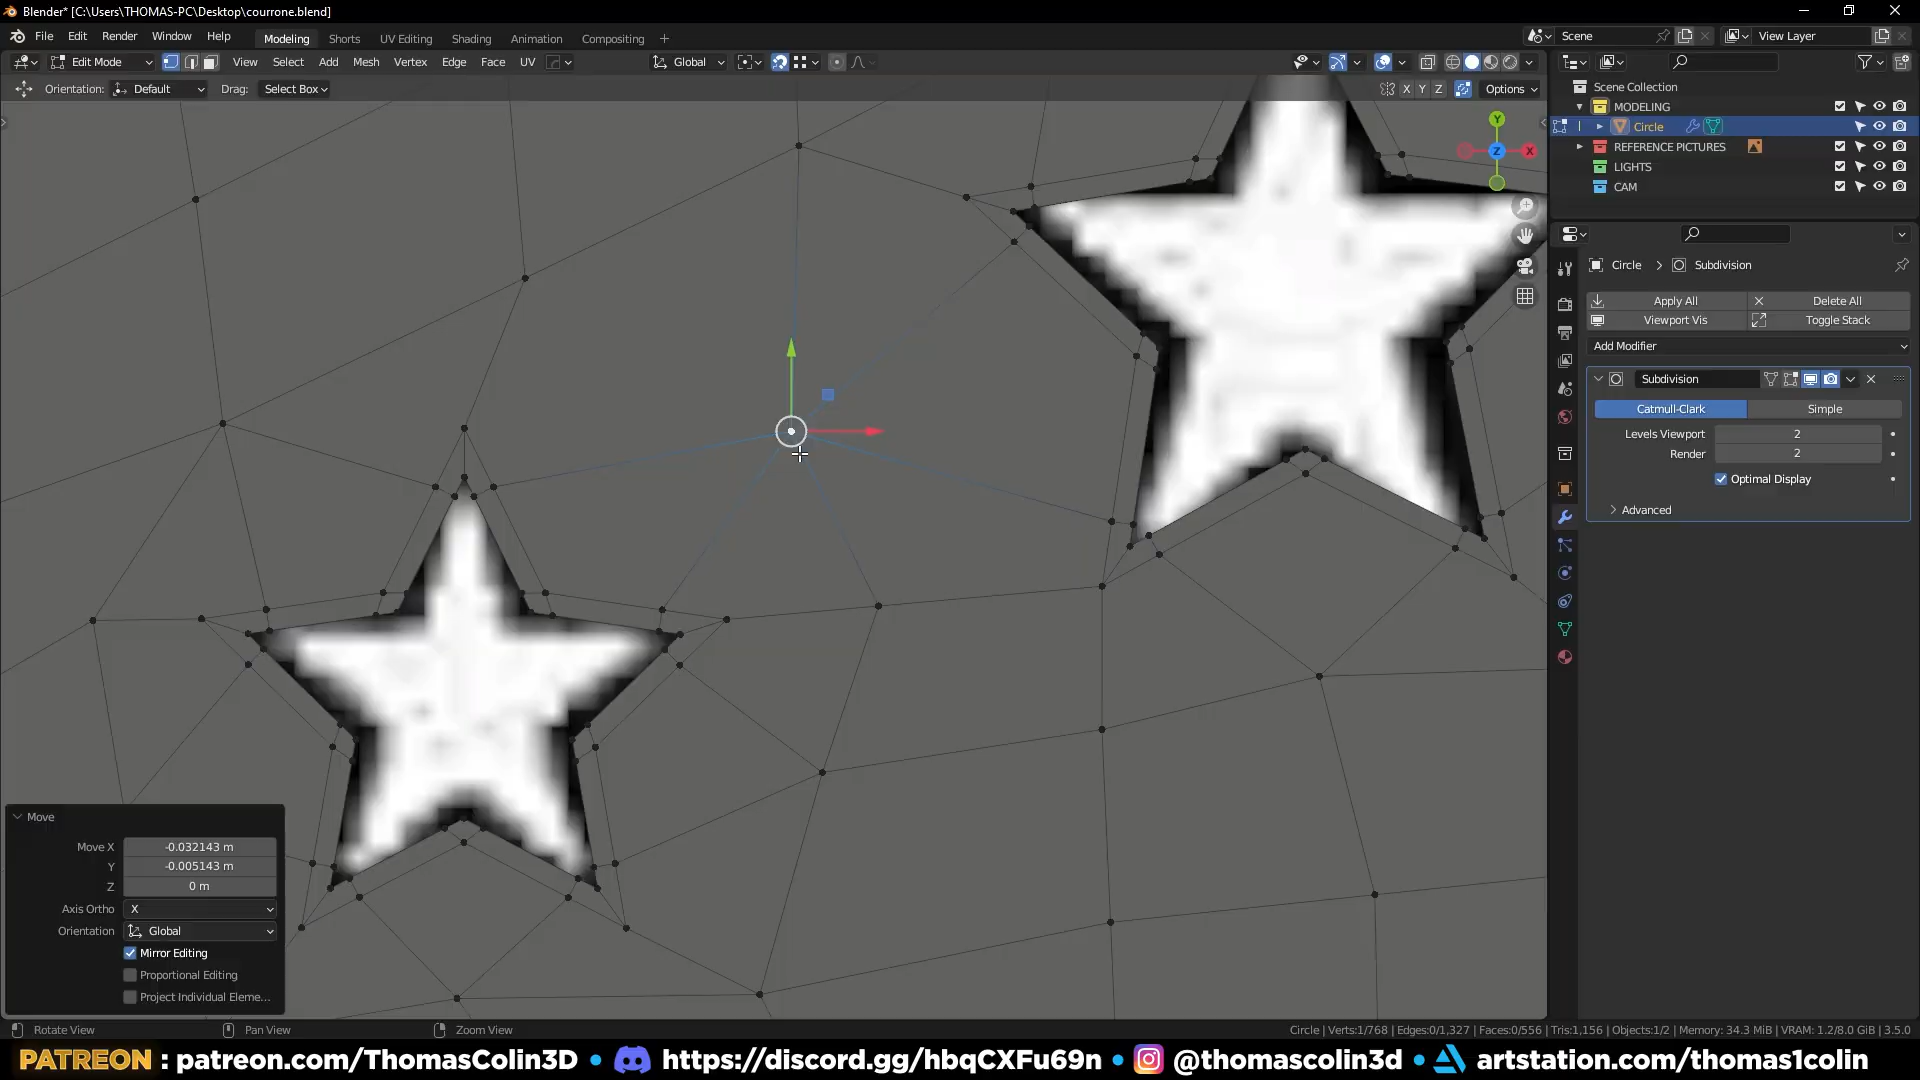 Blender* [C:\Users\THOMAS-PC\Desktop\courrone.blend]
File Edit Render Window Help Modeling Shorts UV Editing Shading Animation Compositing + Scene View Layer
Edit Mode View Select Add Mesh Vertex Edge Face UV Global
Orientation: Default Drag: Select Box X Y Z Options
Scene Collection
MODELING
Circle
REFERENCE PICTURES
LIGHTS
CAM
Y
Z X
Circle > Subdivision
Apply All Delete All
Viewport Vis Toggle Stack
Add Modifier
Subdivision
Catmull-Clark Simple
Levels Viewport 2
Render 2
Optimal Display
Advanced
Move
Move X -0.032143 m
Y -0.005143 m
Z 0 m
Axis Ortho X
Orientation Global
Mirror Editing
Proportional Editing
Project Individual Eleme...
Rotate View Pan View Zoom View Circle | Verts:1/768 | Edges:0/1,327 | Faces:0/556 | Tris:1,156 | Objects:1/2 | Memory: 34.3 MiB | VRAM: 1.2/8.0 GiB | 3.5.0
PATREON : patreon.com/ThomasColin3D • https://discord.gg/hbqCXFu69n • @thomascolin3d • artstation.com/thomas1colin